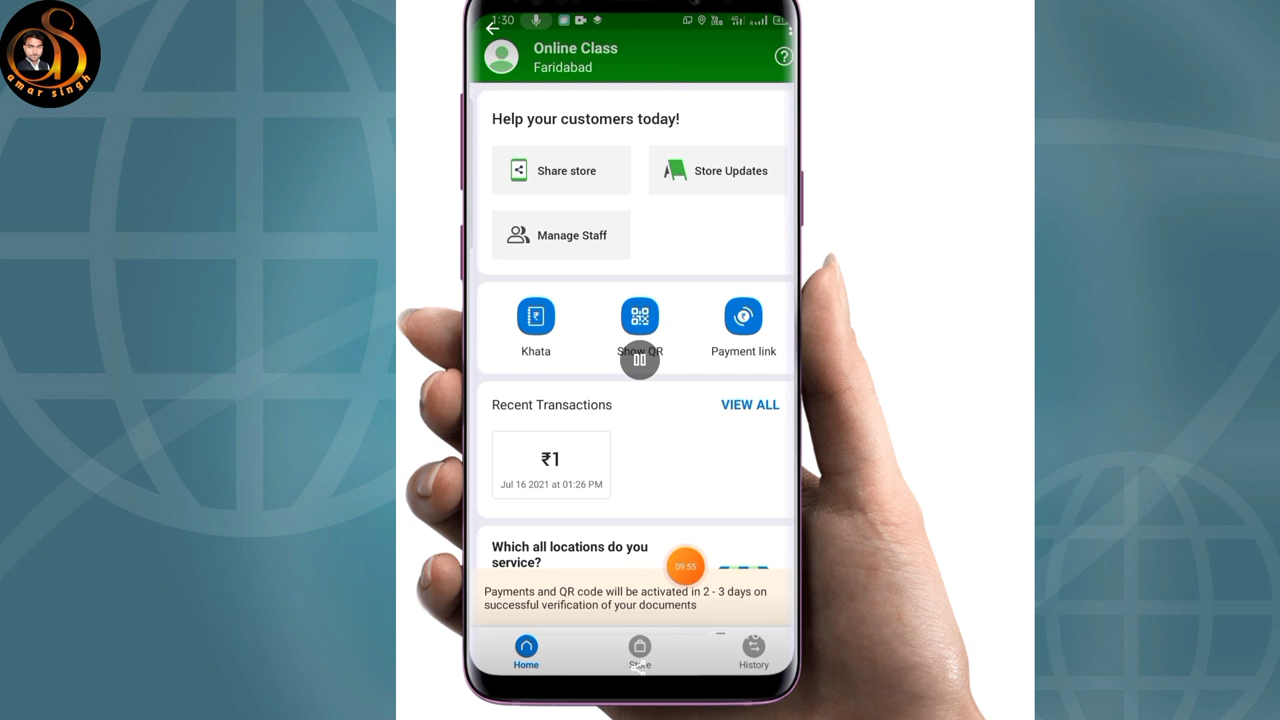 amar singh
1:30
Online Class
Faridabad
?
Help your customers today!
Share store
Store Updates
Manage Staff
Khata
Show QR
Payment link
Recent Transactions
VIEW ALL
₹1
Jul 16 2021 at 01:26 PM
Which all locations do you
service?
09:55
Payments and QR code will be activated in 2 - 3 days on
successful verification of your documents
Home
Store
History